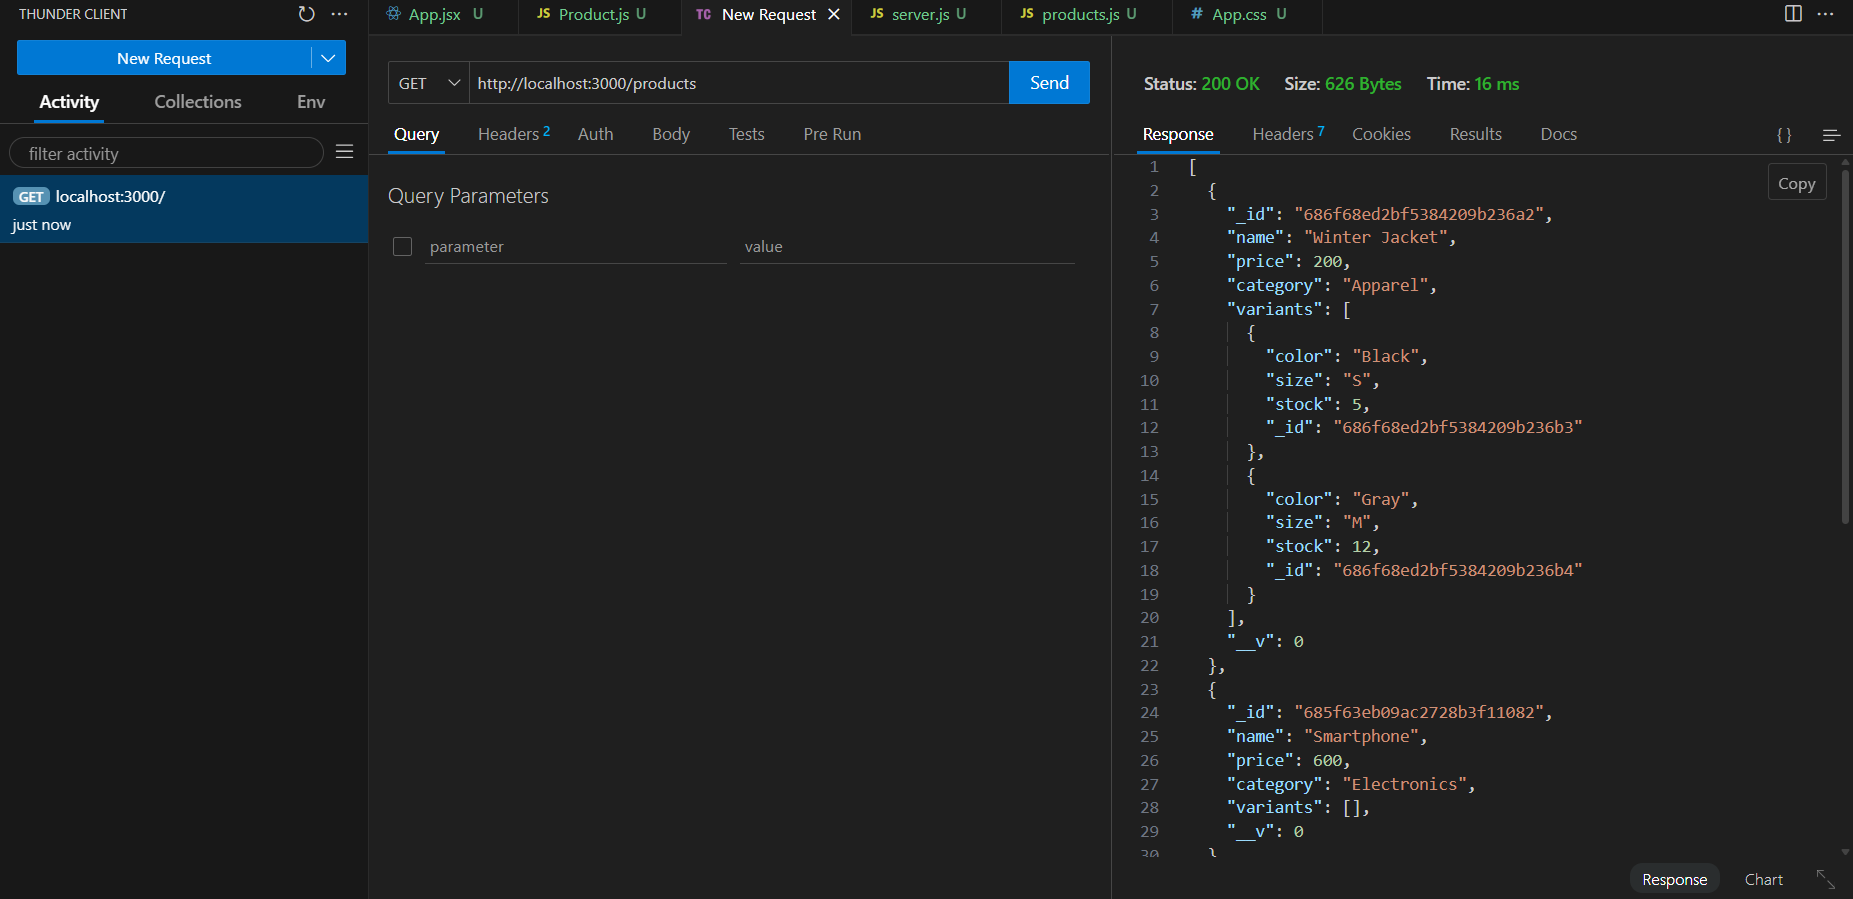 THUNDER CLIENT
New Request
Activity Collections Env
filter activity
GET localhost:3000/
just now
App.jsx U
JS Product.js U
TC New Request
JS server.js U
JS products.js U
# App.css U
GET http://localhost:3000/products Send
Query Headers 2 Auth Body Tests Pre Run
Query Parameters
parameter value
Status: 200 OK Size: 626 Bytes Time: 16 ms
Response Headers 7 Cookies Results Docs { }
Copy
1 [
2 {
3 "_id": "686f68ed2bf5384209b236a2",
4 "name": "Winter Jacket",
5 "price": 200,
6 "category": "Apparel",
7 "variants": [
8 {
9 "color": "Black",
10 "size": "S",
11 "stock": 5,
12 "_id": "686f68ed2bf5384209b236b3"
13 },
14 {
15 "color": "Gray",
16 "size": "M",
17 "stock": 12,
18 "_id": "686f68ed2bf5384209b236b4"
19 }
20 ],
21 "__v": 0
22 },
23 {
24 "_id": "685f63eb09ac2728b3f11082",
25 "name": "Smartphone",
26 "price": 600,
27 "category": "Electronics",
28 "variants": [],
29 "__v": 0
30 }
Response Chart